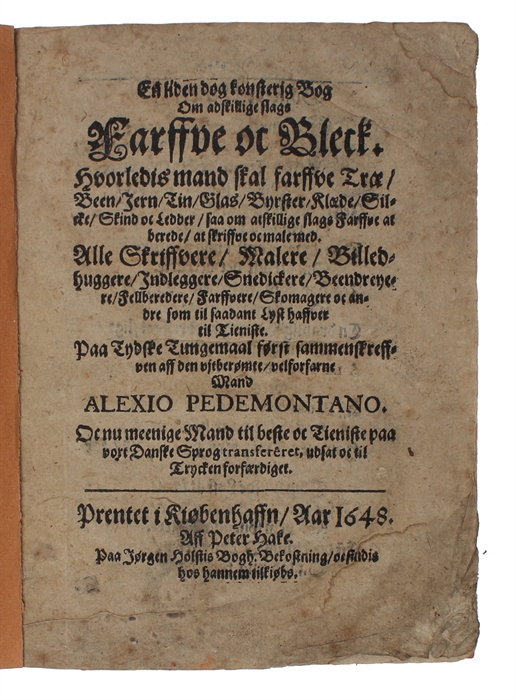 En liden dog konsterig Bog
Om adskillige slags
Farffve oc Bleck.
Hvorledis mand skal farffve Træ/
Been/Jern/Tin/Glas/Byrster/Klæde/Sil-
cke/Skind oc Ledder/saa om atskillige slags Farffve at
berede/at skriffve oc male med.
Alle Skriffvere/Malere/Billed-
huggere/Indleggere/Snedickere/Beendreye-
re/Fellberedere/Farffvere/Skomagere oc an-
dre som til saadant Lyst haffver
til Tieniste.
Paa Tydske Tungemaal først sammenskreff-
ven aff den vjtberømte/velforfarne
Mand
ALEXIO PEDEMONTANO.
Oc nu meenige Mand til beste oc Tieniste paa
vort Danske Sprog transferêret, udsat oc til
Trycken forfærdiget.
Prentet i Kiøbenhaffn/Aar 1648.
Aff Peter Hake.
Paa Jørgen Holstis Bogh. Bekostning/oc findis
hos hannem tilkiøbs.